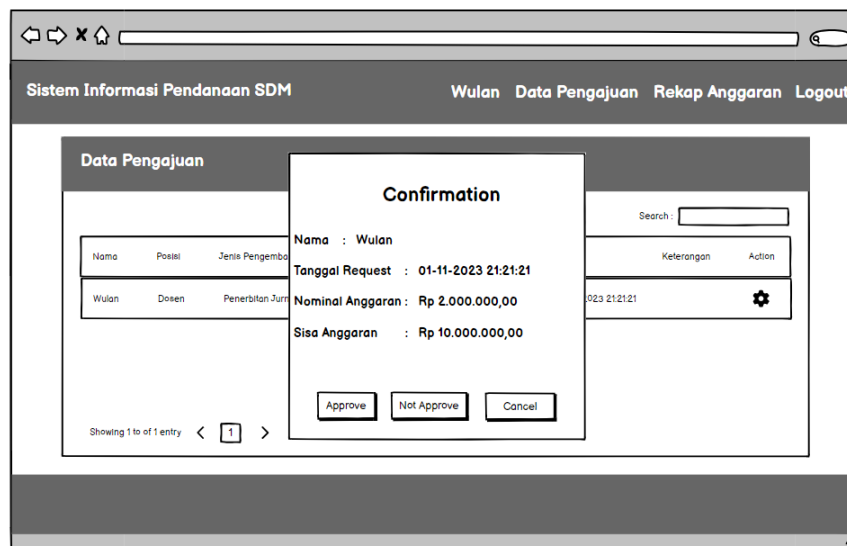 Sistem Informasi Pendanaan SDM Wulan Data Pengajuan Rekap Anggaran Logout
Data Pengajuan
Confirmation
Search :
Nama : Wulan
Nama Posisi Jenis Pengemba Keterangan Action
Tanggal Request : 01-11-2023 21:21:21
Wulan Dosen Penerbitan Jurn Nominal Anggaran : Rp 2.000.000,00 023 21:21:21
Sisa Anggaran : Rp 10.000.000,00
Approve Not Approve Cancel
Showing 1 to of 1 entry 1